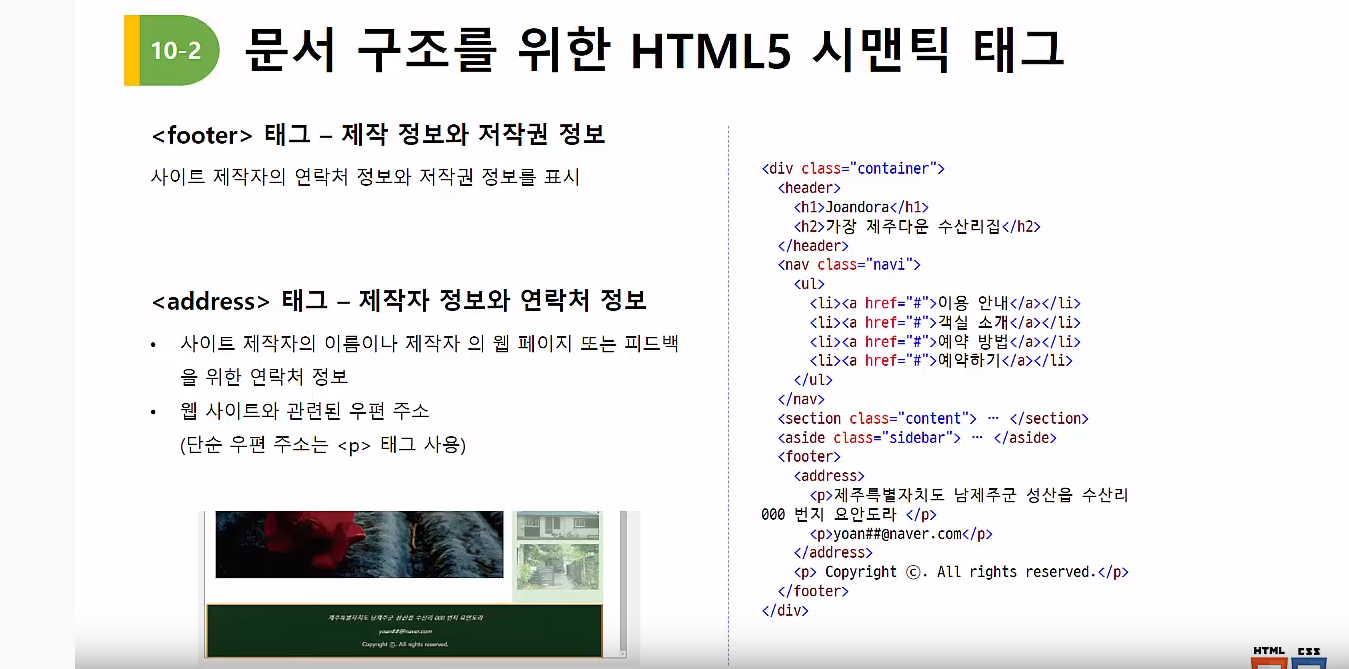 10-2 문서 구조를 위한 HTML5 시맨틱 태그
<footer> 태그 – 제작 정보와 저작권 정보
사이트 제작자의 연락처 정보와 저작권 정보를 표시
<address> 태그 – 제작자 정보와 연락처 정보
• 사이트 제작자의 이름이나 제작자 의 웹 페이지 또는 피드백
을 위한 연락처 정보
• 웹 사이트와 관련된 우편 주소
(단순 우편 주소는 <p> 태그 사용)
제주특별자치도 남제주군 성산읍 수산리 000 번지 요안도라
yoan##@naver.com
Copyright ⓒ. All rights reserved.
<div class="container">
<header>
<h1>Joandora</h1>
<h2>가장 제주다운 수산리집</h2>
</header>
<nav class="navi">
<ul>
<li><a href="#">이용 안내</a></li>
<li><a href="#">객실 소개</a></li>
<li><a href="#">예약 방법</a></li>
<li><a href="#">예약하기</a></li>
</ul>
</nav>
<section class="content"> … </section>
<aside class="sidebar"> … </aside>
<footer>
<address>
<p>제주특별자치도 남제주군 성산읍 수산리
000 번지 요안도라 </p>
<p>yoan##@naver.com</p>
</address>
<p> Copyright ⓒ. All rights reserved.</p>
</footer>
</div>
HTML CSS